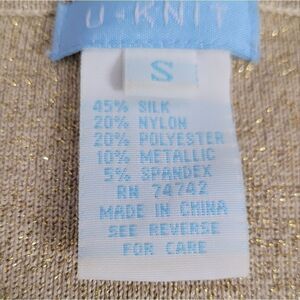 U-KNIT
S
45% SILK
20% NYLON
20% POLYESTER
10% METALLIC
5% SPANDEX
RN 74742
MADE IN CHINA
SEE REVERSE
FOR CARE